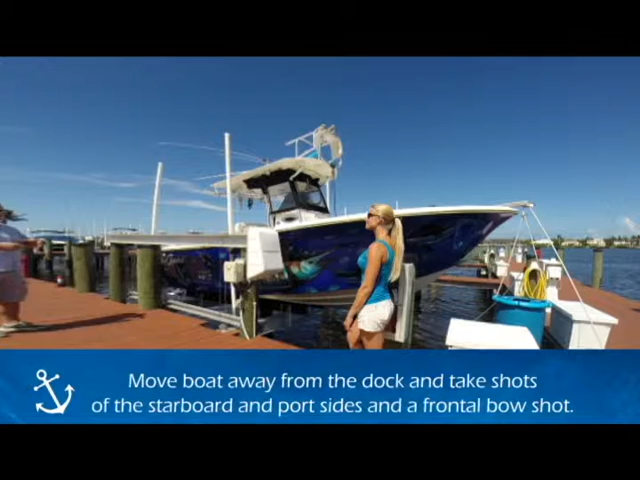 Move boat away from the dock and take shots
of the starboard and port sides and a frontal bow shot.